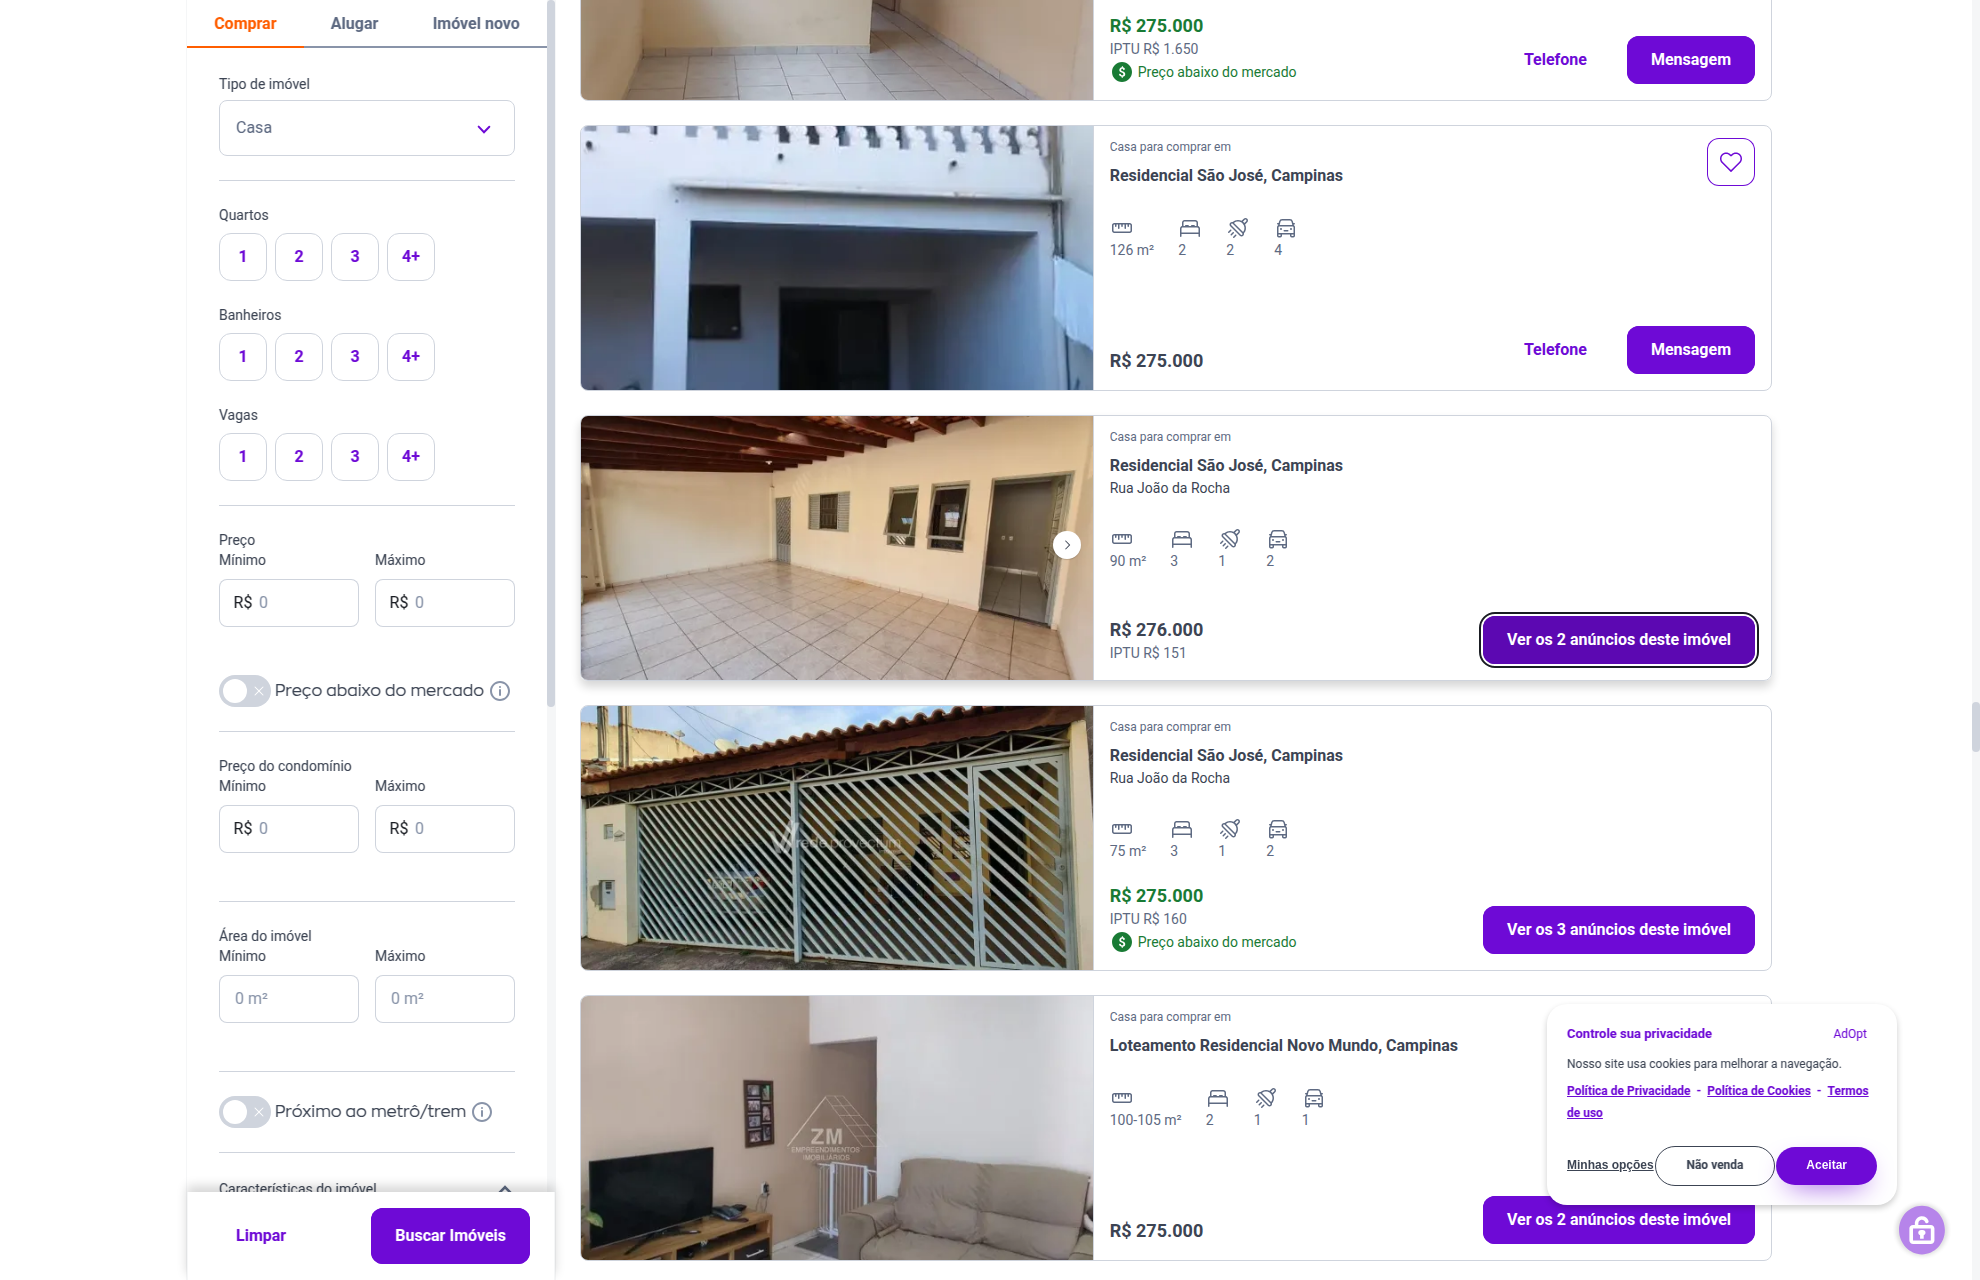 Comprar
Alugar
Imóvel novo
Tipo de imóvel
Casa
Quartos
1
2
3
4+
Banheiros
1
2
3
4+
Vagas
1
2
3
4+
Preço
Mínimo
Máximo
R$ 0
R$ 0
Preço abaixo do mercado
Preço do condomínio
Mínimo
Máximo
R$ 0
R$ 0
Área do imóvel
Mínimo
Máximo
0 m²
0 m²
Próximo ao metrô/trem
Características do imóvel
Limpar
Buscar Imóveis
R$ 275.000
IPTU R$ 1.650
$ Preço abaixo do mercado
Telefone
Mensagem
Casa para comprar em
Residencial São José, Campinas
126 m²
2
2
4
R$ 275.000
Telefone
Mensagem
Casa para comprar em
Residencial São José, Campinas
Rua João da Rocha
90 m²
3
1
2
R$ 276.000
IPTU R$ 151
Ver os 2 anúncios deste imóvel
Casa para comprar em
Residencial São José, Campinas
Rua João da Rocha
75 m²
3
1
2
R$ 275.000
IPTU R$ 160
$ Preço abaixo do mercado
Ver os 3 anúncios deste imóvel
ZM
EMPREENDIMENTOS
IMOBILIÁRIOS
Casa para comprar em
Loteamento Residencial Novo Mundo, Campinas
100-105 m²
2
1
1
R$ 275.000
Ver os 2 anúncios deste imóvel
Controle sua privacidade
AdOpt
Nosso site usa cookies para melhorar a navegação.
Política de Privacidade - Política de Cookies - Termos
de uso
Minhas opções
Não venda
Aceitar